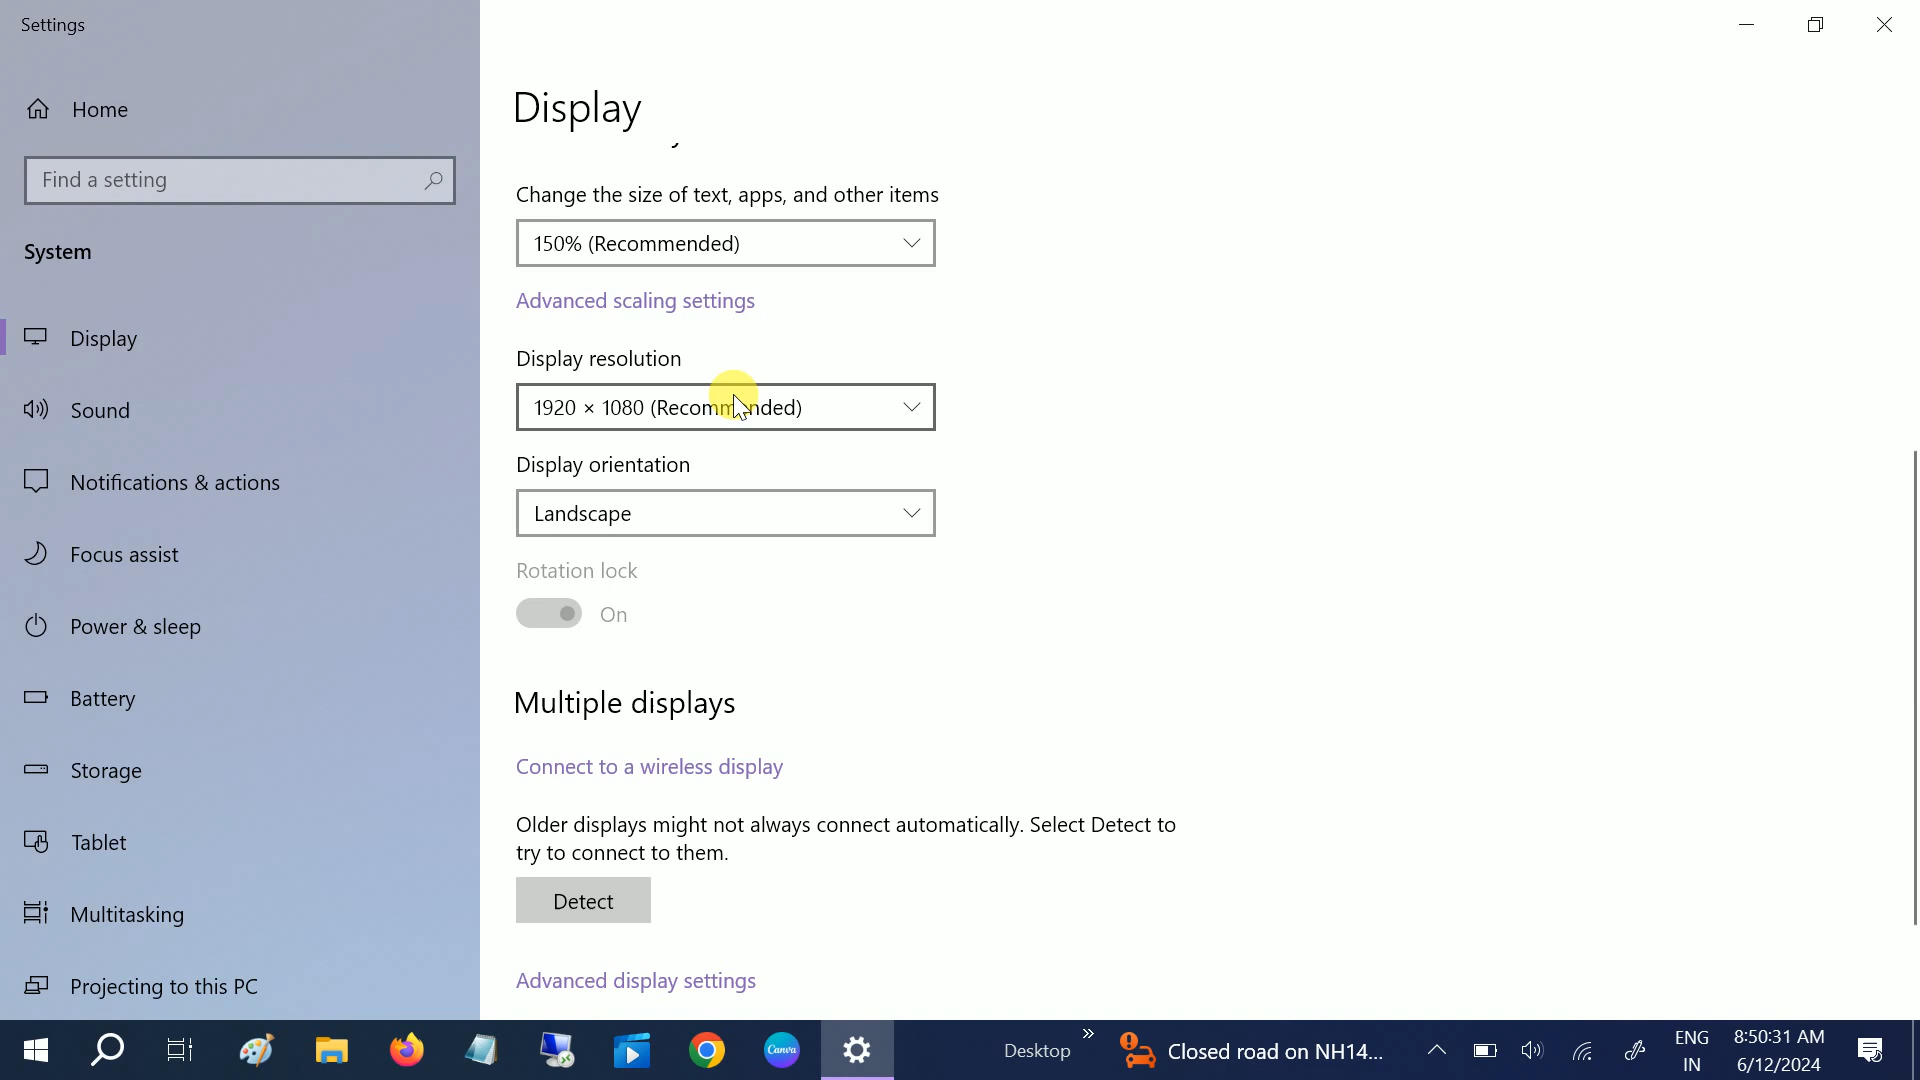 Settings
Home
Find a setting
System
Display
Sound
Notifications & actions
Focus assist
Power & sleep
Battery
Storage
Tablet
Multitasking
Projecting to this PC
Display
Change the size of text, apps, and other items
150% (Recommended)
Advanced scaling settings
Display resolution
1920 × 1080 (Recommended)
Display orientation
Landscape
Rotation lock
On
Multiple displays
Connect to a wireless display
Older displays might not always connect automatically. Select Detect to
try to connect to them.
Detect
Advanced display settings
Canva
Desktop
Closed road on NH14...
ENG
IN
8:50:31 AM
6/12/2024